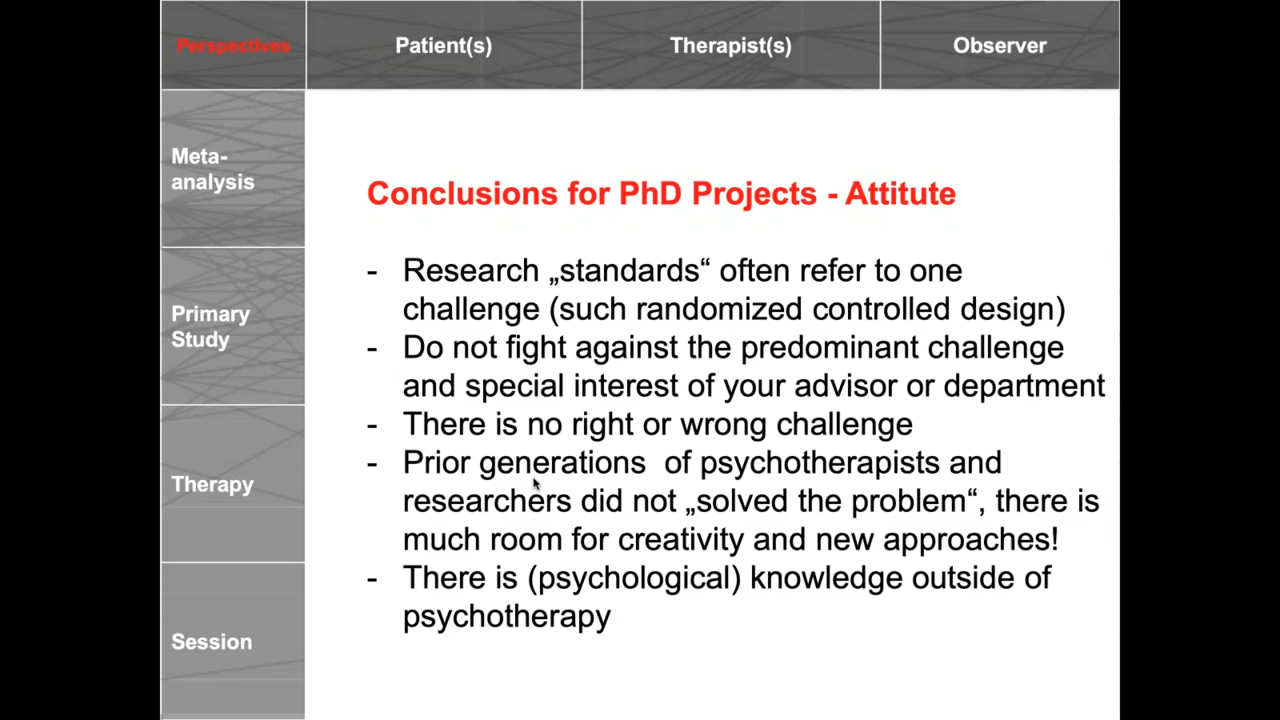 Perspectives
Patient(s)
Therapist(s)
Observer
Meta-
analysis
Primary
Study
Therapy
Session
Conclusions for PhD Projects - Attitute
- Research „standards“ often refer to one
challenge (such randomized controlled design)
- Do not fight against the predominant challenge
and special interest of your advisor or department
- There is no right or wrong challenge
- Prior generations  of psychotherapists and
researchers did not „solved the problem“, there is
much room for creativity and new approaches!
- There is (psychological) knowledge outside of
psychotherapy